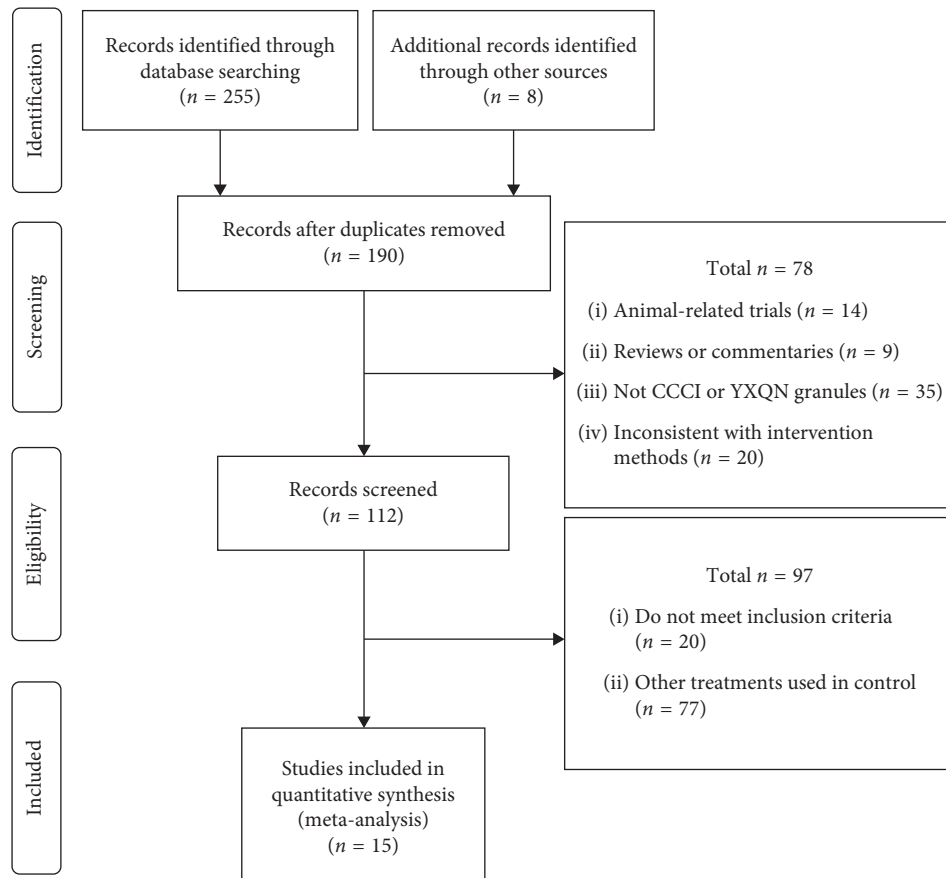 Identification
Records identified through
database searching
(n = 255)
Additional records identified
through other sources
(n = 8)
Screening
Records after duplicates removed
(n = 190)
Total n = 78
(i) Animal-related trials (n = 14)
(ii) Reviews or commentaries (n = 9)
(iii) Not CCCI or YXQN granules (n = 35)
(iv) Inconsistent with intervention
methods (n = 20)
Eligibility
Records screened
(n = 112)
Total n = 97
(i) Do not meet inclusion criteria
(n = 20)
(ii) Other treatments used in control
(n = 77)
Included
Studies included in
quantitative synthesis
(meta-analysis)
(n = 15)